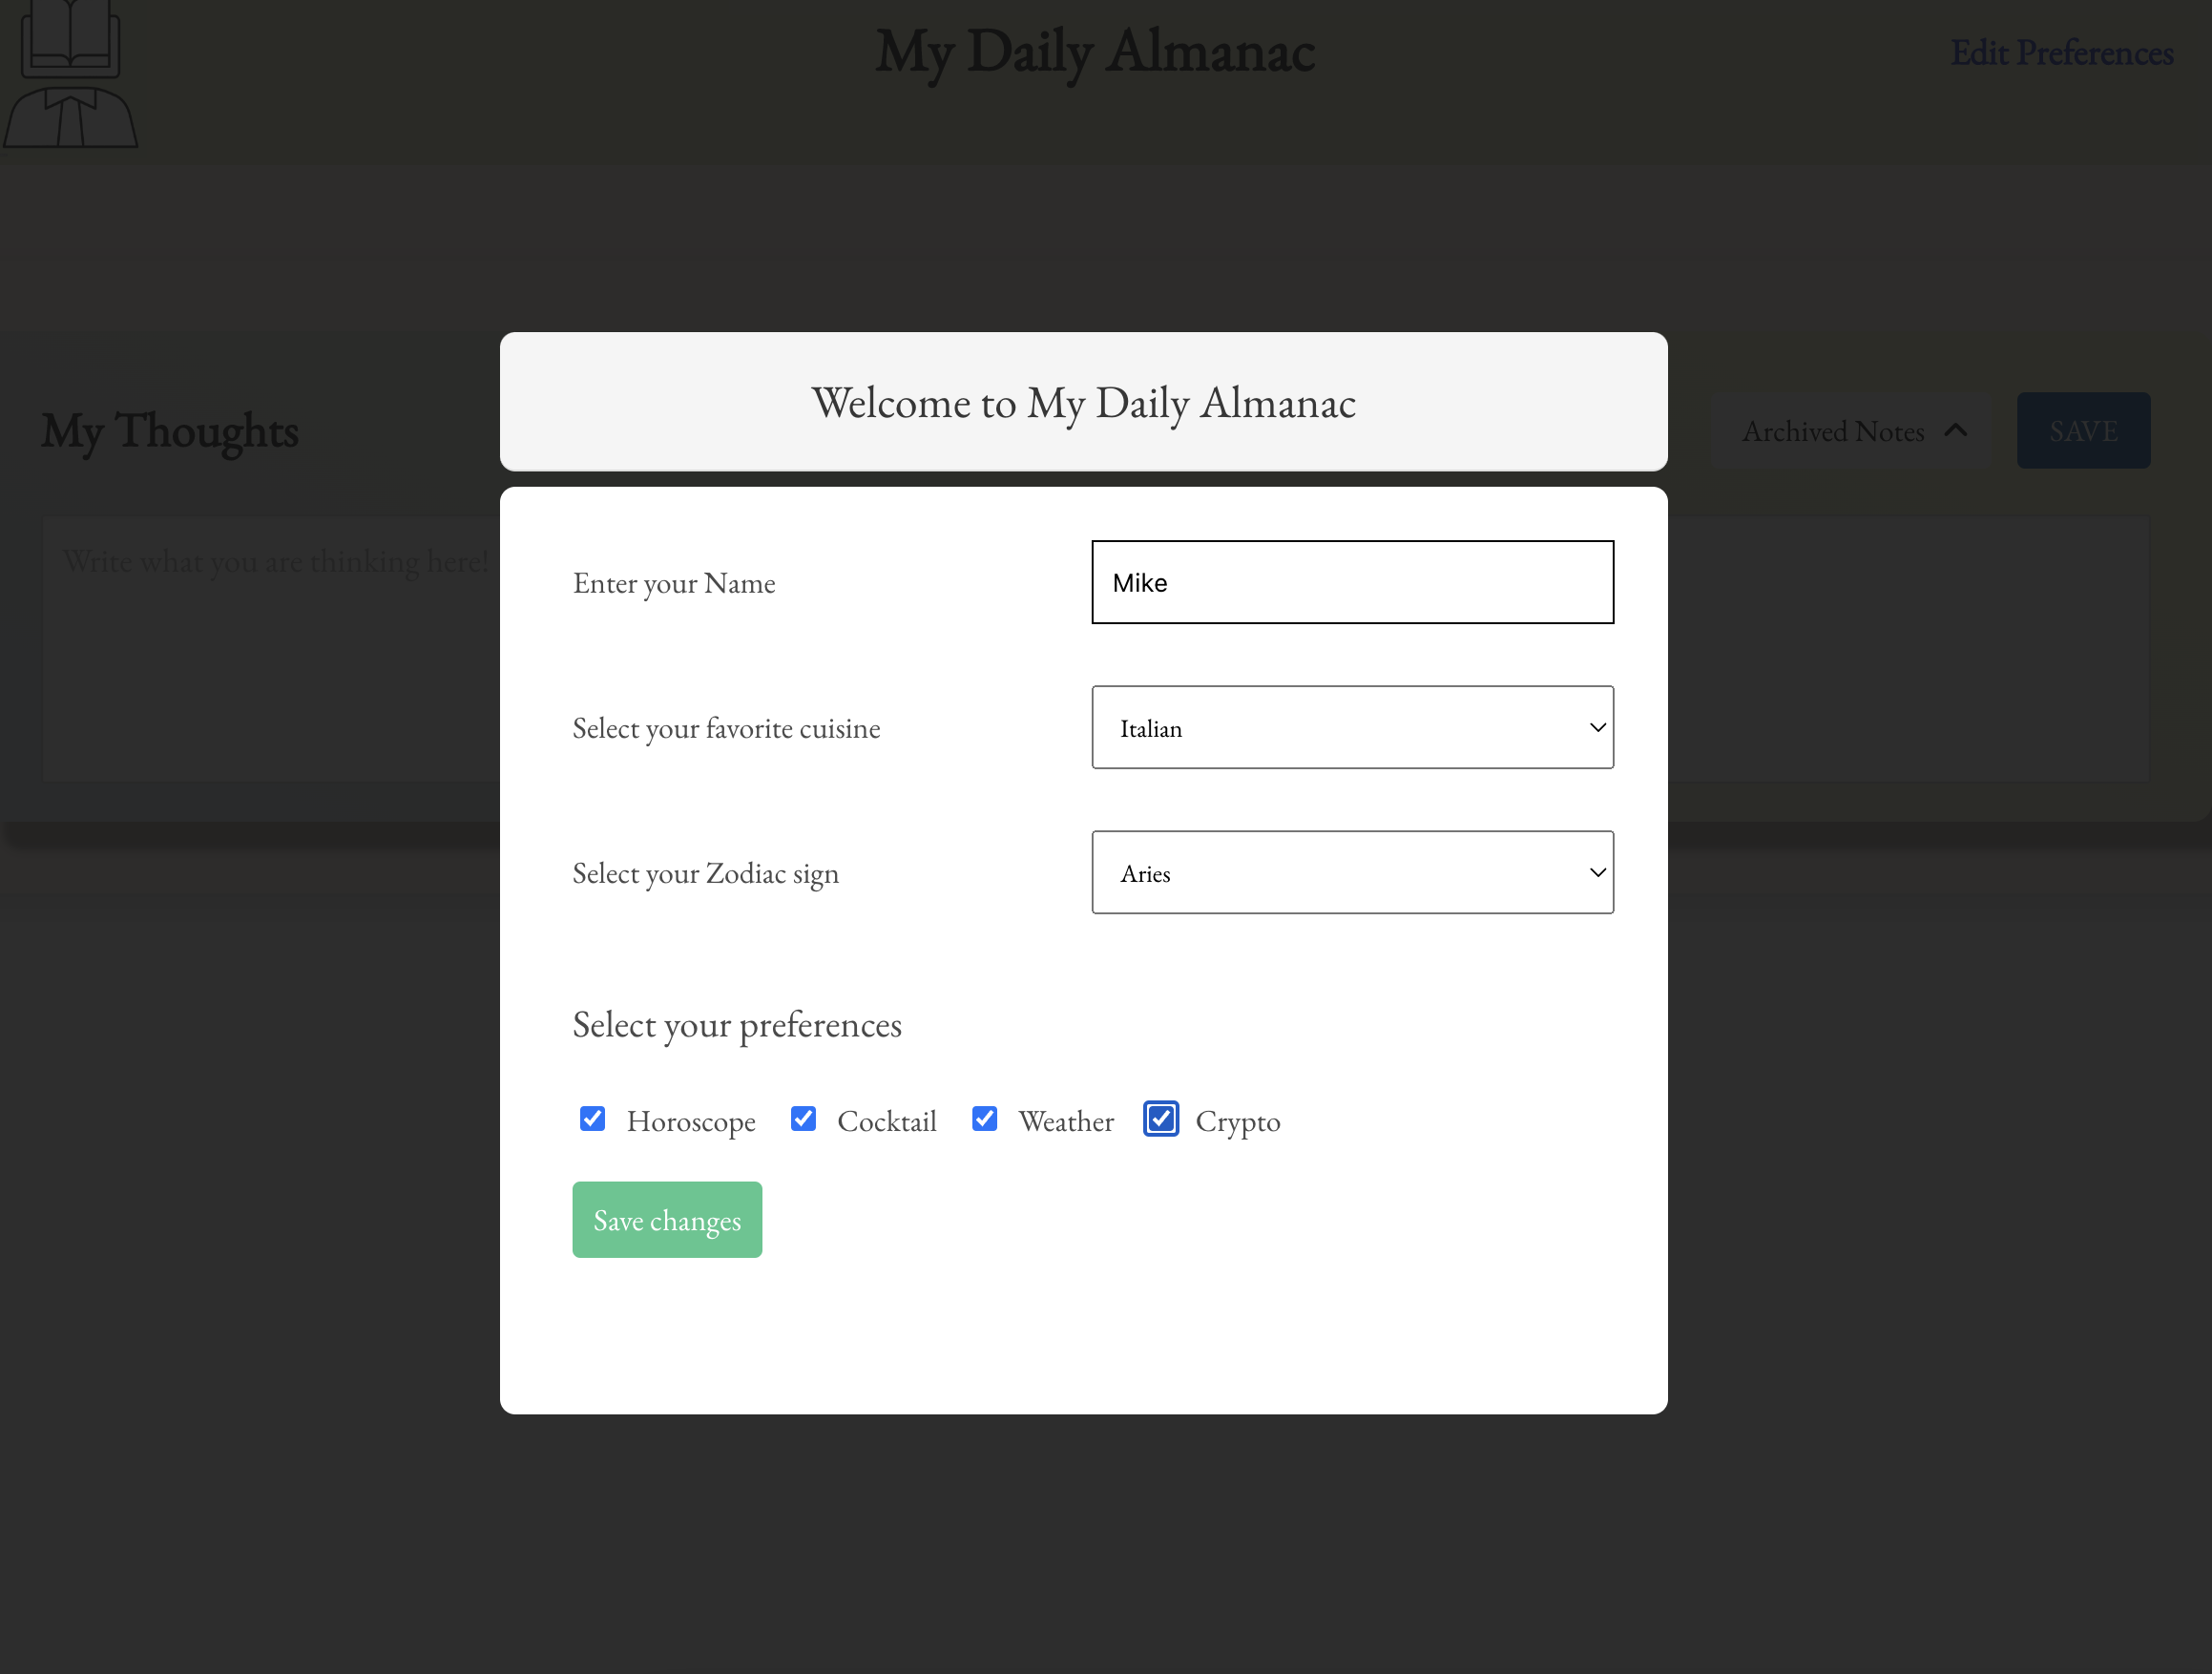 My Daily Almanac
Edit Preferences
Welcome to My Daily Almanac
My Thoughts
Archived Notes
SAVE
Write what you are thinking here!
Enter your Name
Mike
Select your favorite cuisine
Italian
Select your Zodiac sign
Aries
Select your preferences
Horoscope Cocktail Weather Crypto
Save changes